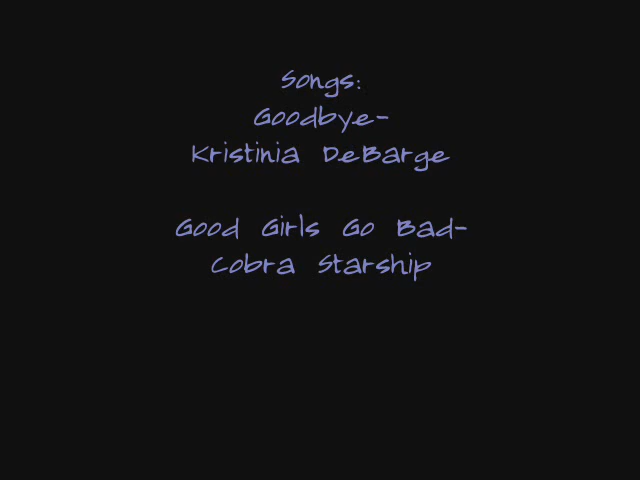 Songs:
Goodbye-
Kristinia DeBarge
Good Girls Go Bad-
Cobra Starship